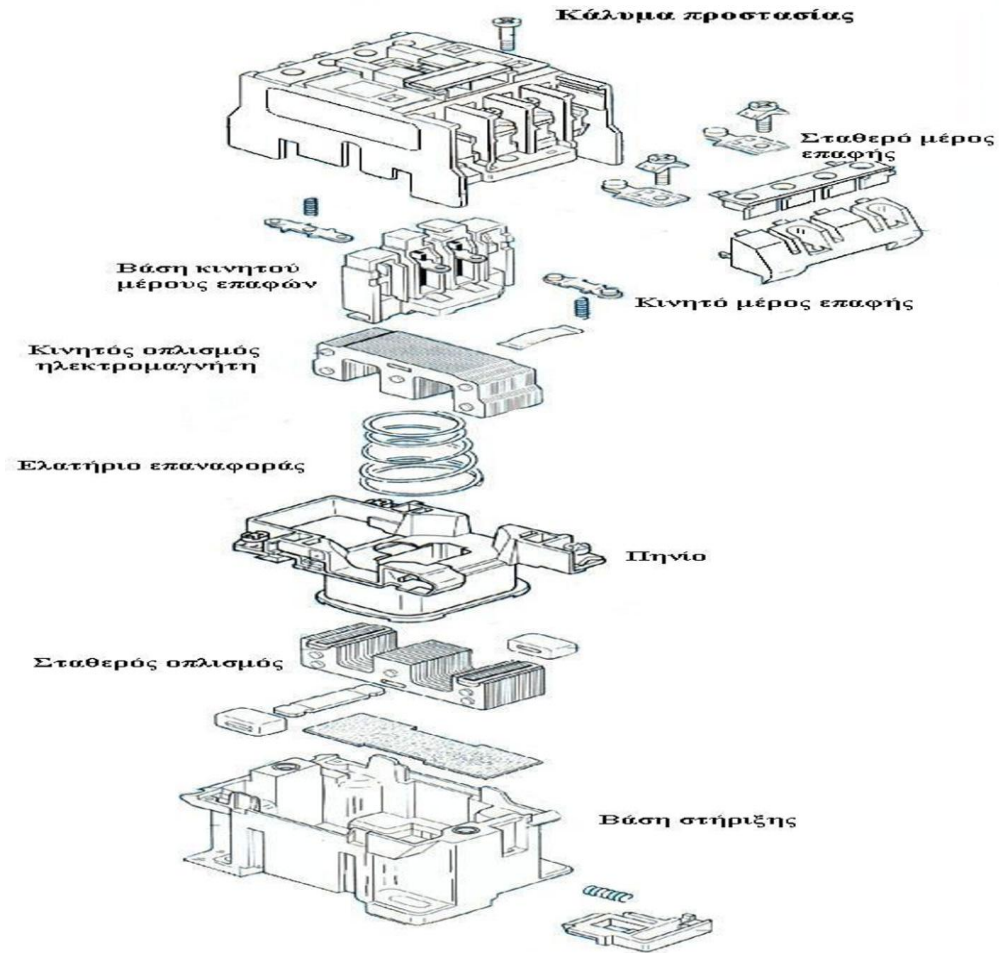 Κάλυμα προστασίας
Σταθερό μέρος
επαφής
Βάση κινητού
μέρους επαφών
Κινητό μέρος επαφής
Κινητός οπλισμός
ηλεκτρομαγνήτη
Ελατήριο επαναφοράς
Πηνίο
Σταθερός οπλισμός
Βάση στήριξης